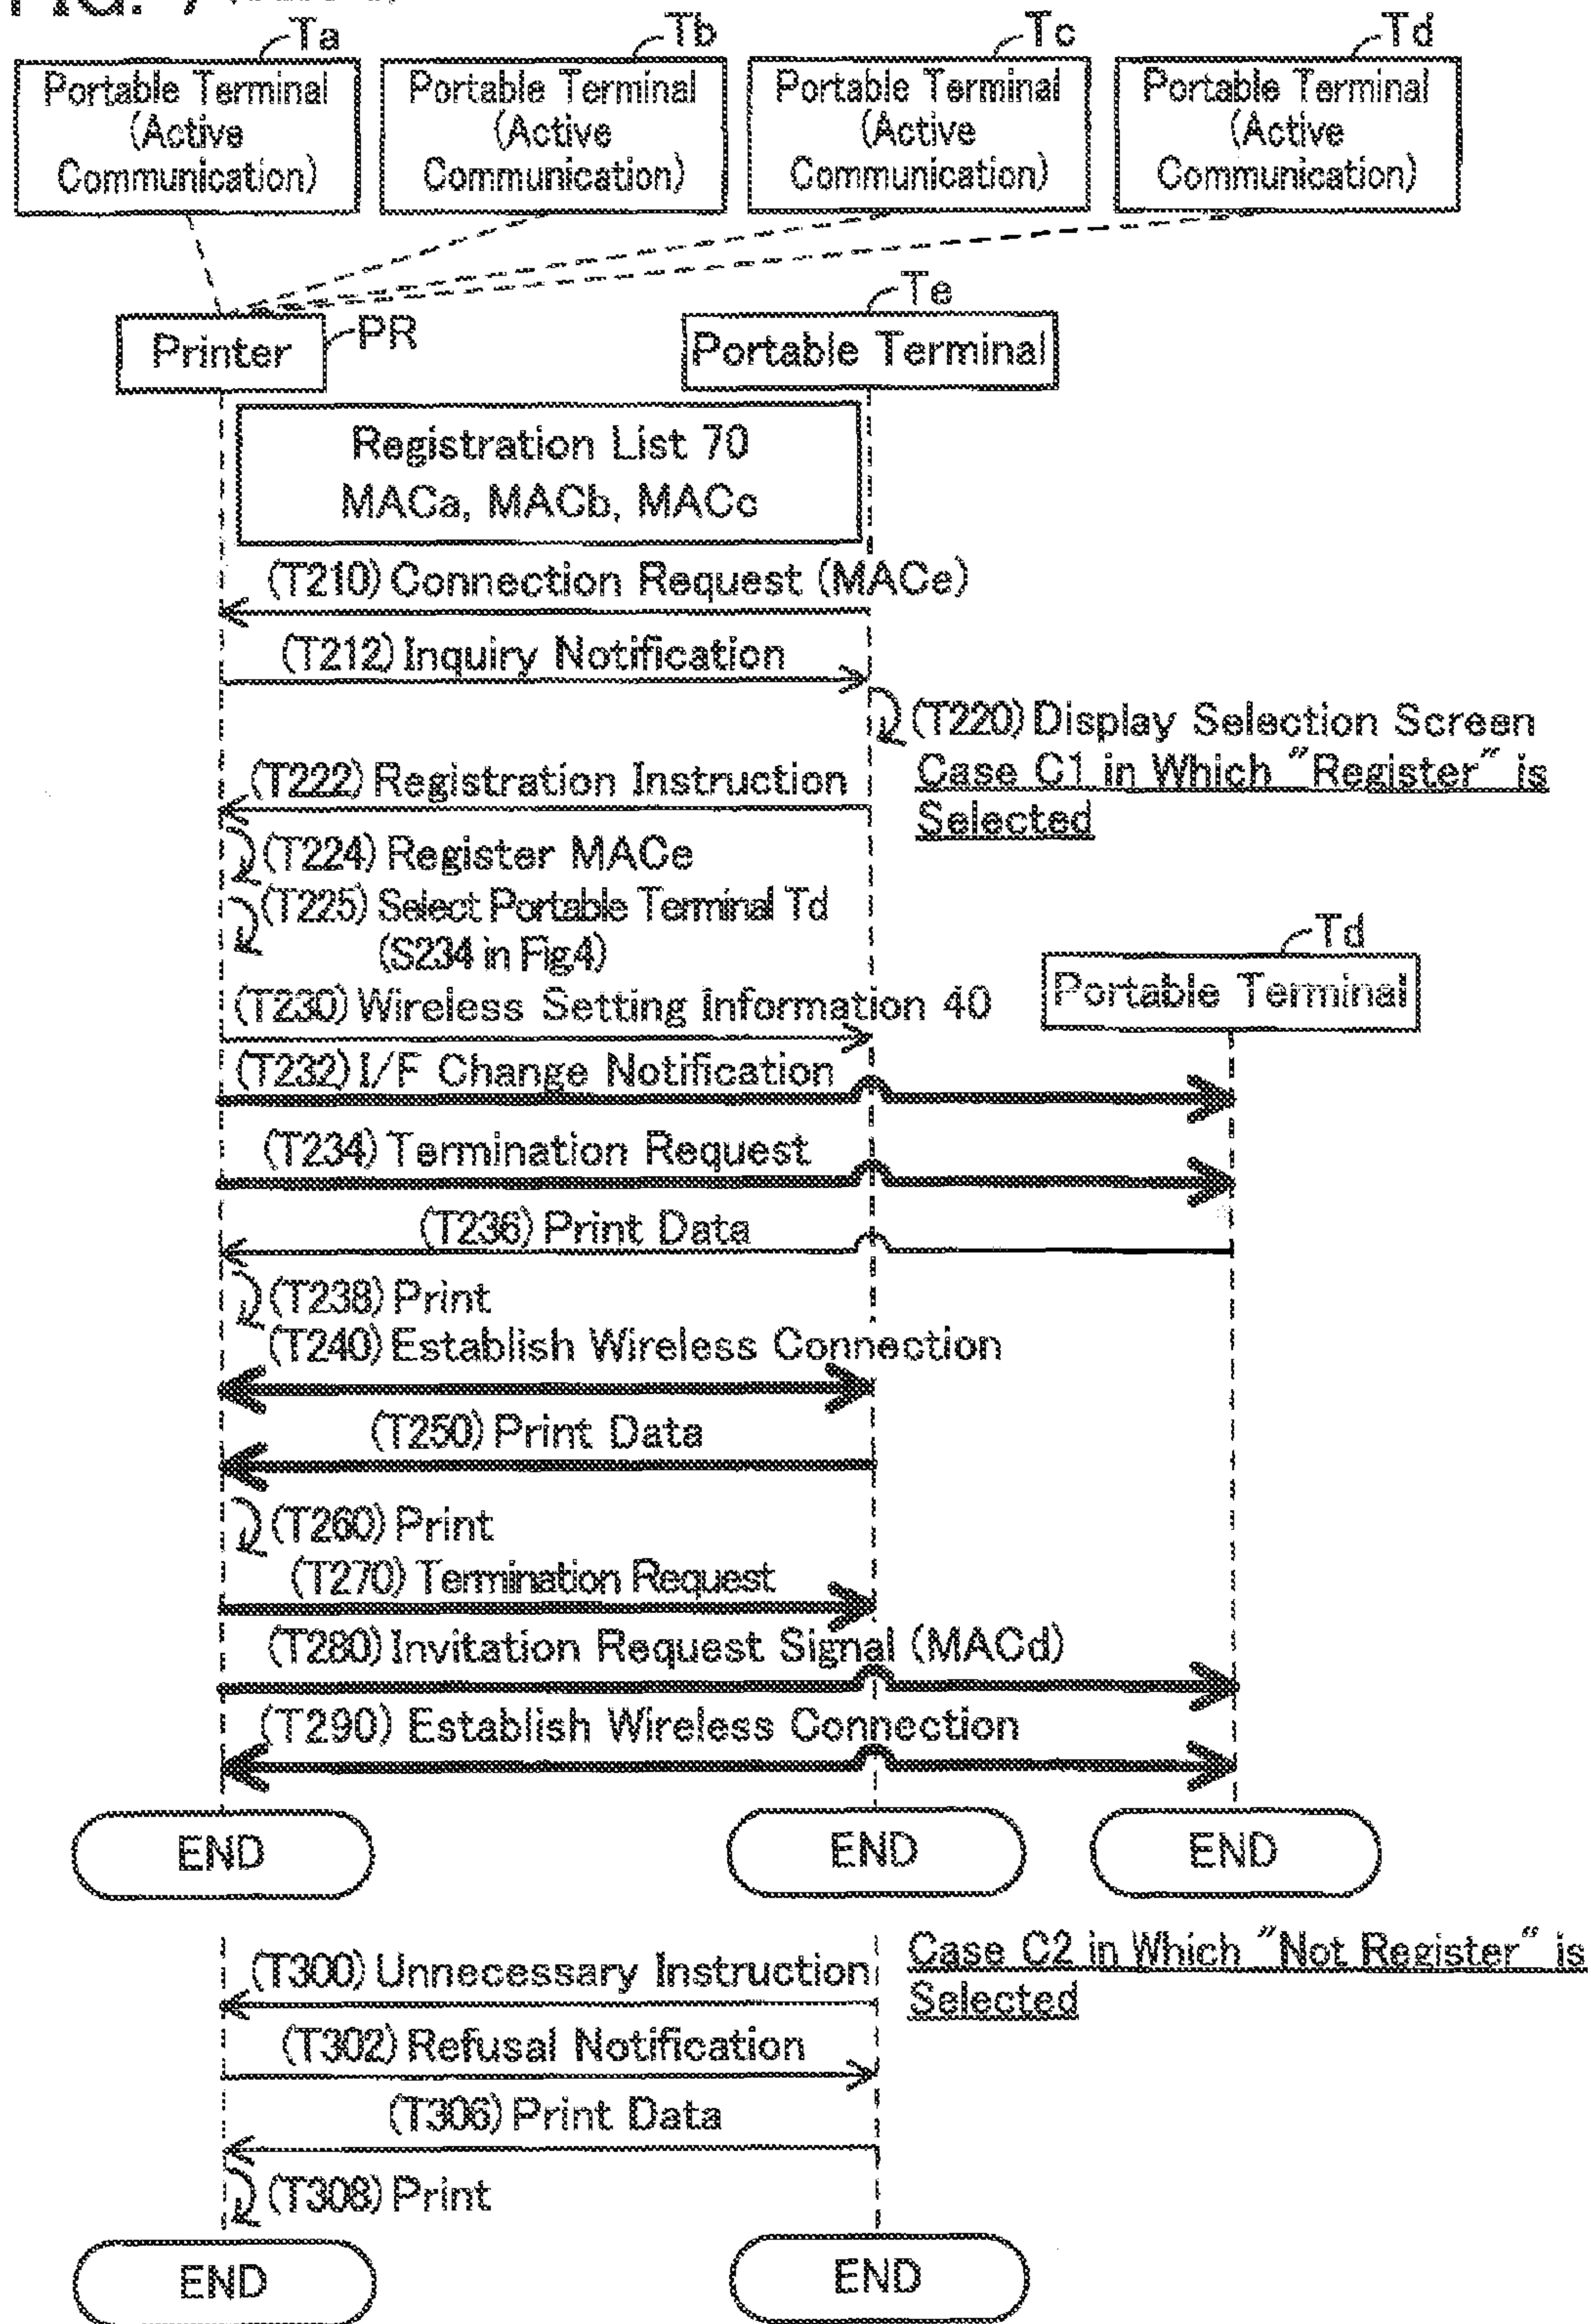 FIG. 7
Ta
Tb
Tc
Td
Portable Terminal
(Active
Communication)
Portable Terminal
(Active
Communication)
Portable Terminal
(Active
Communication)
Portable Terminal
(Active
Communication)
Printer
PR
Te
Portable Terminal
Registration List 70
MACa, MACb, MACc
(T210) Connection Request (MACe)
(T212) Inquiry Notification
(T220) Display Selection Screen
Case C1 in Which "Register" is
Selected
(T222) Registration Instruction
(T224) Register MACe
(T225) Select Portable Terminal Td
(S234 in Fig.4)
Td
Portable Terminal
(T230) Wireless Setting Information 40
(T232) I/F Change Notification
(T234) Termination Request
(T236) Print Data
(T238) Print
(T240) Establish Wireless Connection
(T250) Print Data
(T260) Print
(T270) Termination Request
(T280) Invitation Request Signal (MACd)
(T290) Establish Wireless Connection
END
END
END
Case C2 in Which "Not Register" is
Selected
(T300) Unnecessary Instruction
(T302) Refusal Notification
(T306) Print Data
(T308) Print
END
END